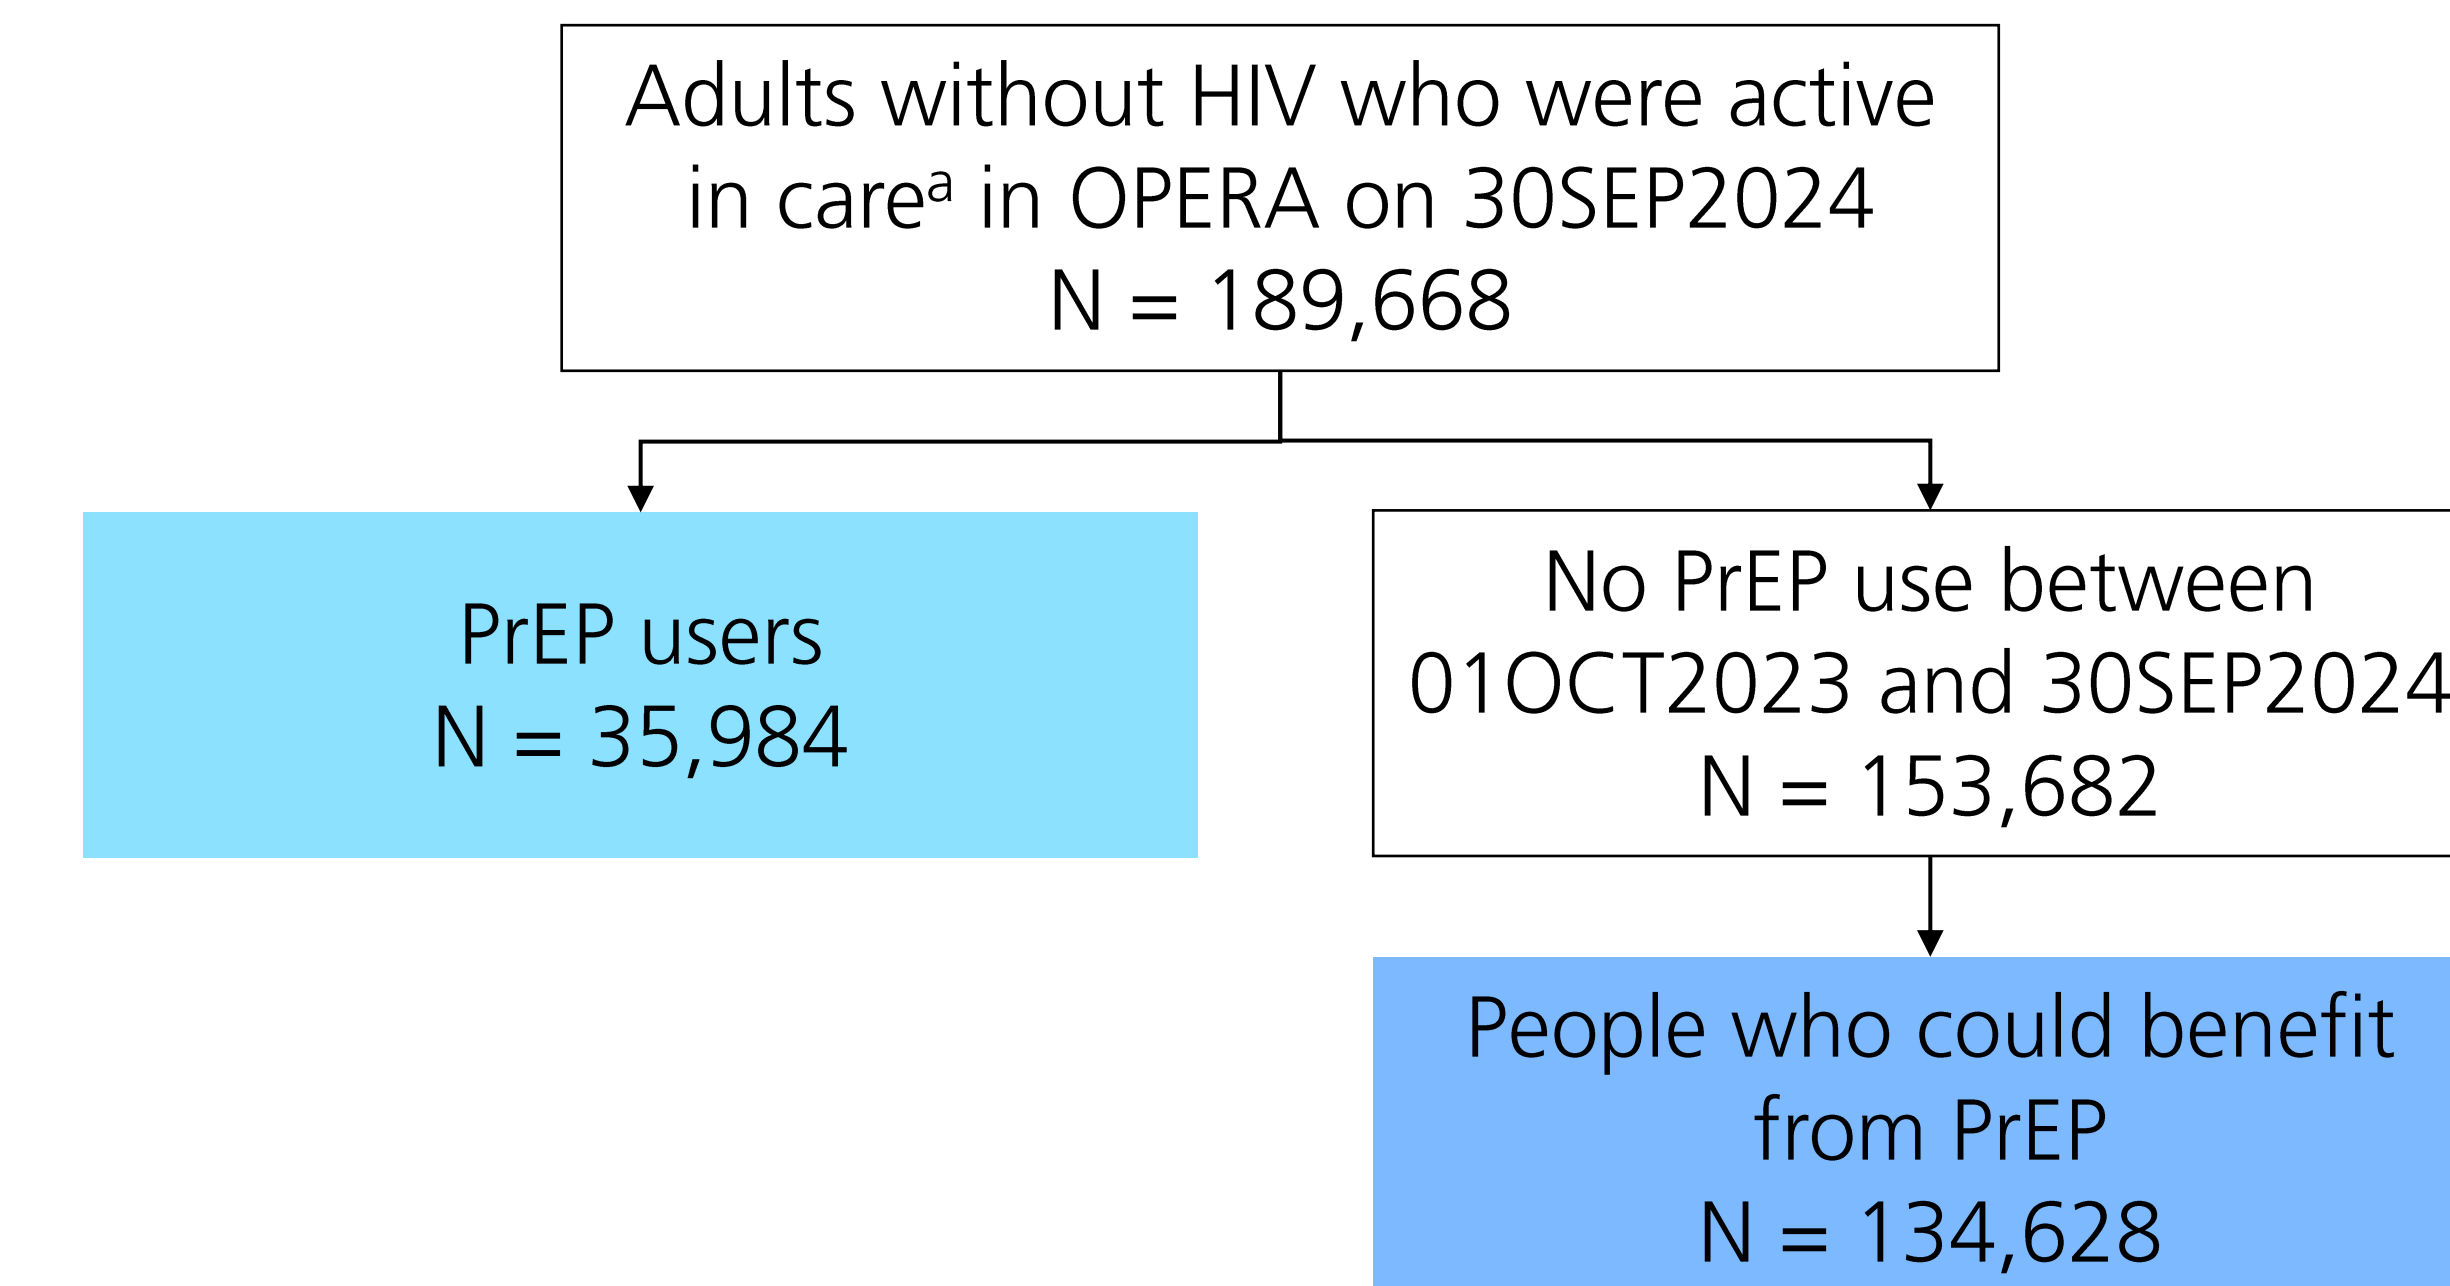 Adults without HIV who were active
in careᵃ in OPERA on 30SEP2024
N = 189,668
PrEP users
N = 35,984
No PrEP use between
01OCT2023 and 30SEP2024
N = 153,682
People who could benefit
from PrEP
N = 134,628